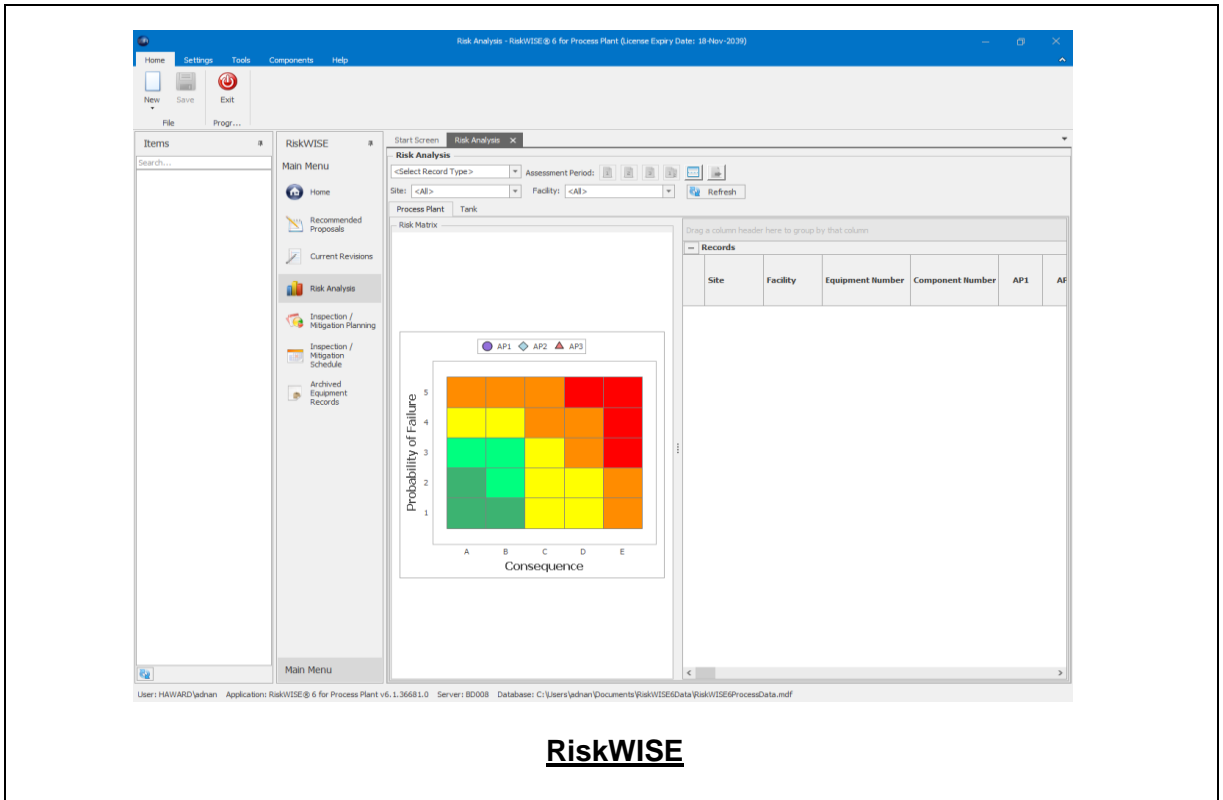 Risk Analysis - RiskWISE® 6 for Process Plant (License Expiry Date: 18-Nov-2039)
Home Settings Tools Components Help
New Save Exit
File Progr...
Items
Search...
RiskWISE
Main Menu
Home
Recommended
Proposals
Current Revisions
Risk Analysis
Inspection /
Mitigation Planning
Inspection /
Mitigation
Schedule
Archived
Equipment
Records
Main Menu
Start Screen Risk Analysis
Risk Analysis
<Select Record Type> Assessment Period:
Site: <All> Facility: <All> Refresh
Process Plant Tank
Risk Matrix
AP1 AP2 AP3
Probability of Failure
5
4
3
2
1
A B C D E
Consequence
Drag a column header here to group by that column
Records
Site Facility Equipment Number Component Number AP1 AP
User: HAWARD\adnan Application: RiskWISE® 6 for Process Plant v6.1.36681.0 Server: BD008 Database: C:\Users\adnan\Documents\RiskWISE6Data\RiskWISE6ProcessData.mdf
RiskWISE